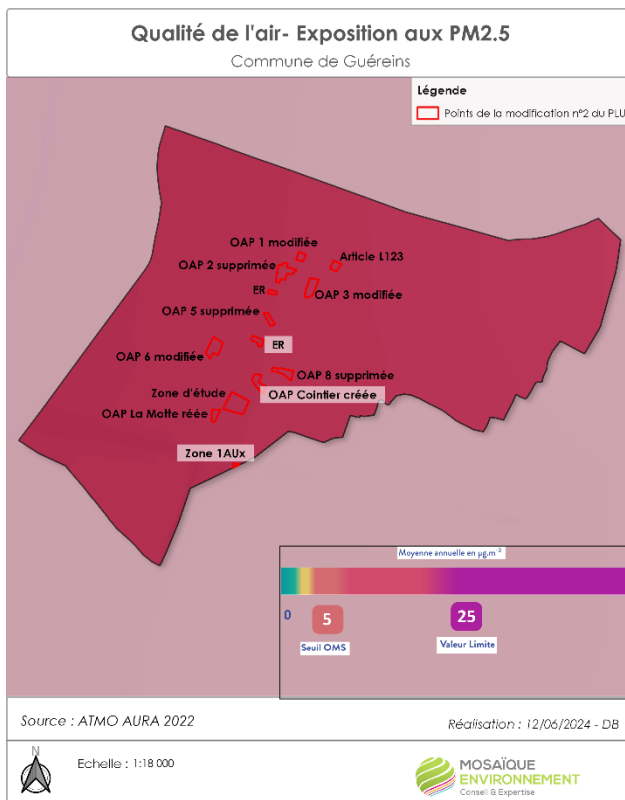 Qualité de l'air- Exposition aux PM2.5
Commune de Guéreins
Légende
Points de la modification n°2 du PLU
OAP 1 modifiée
Article L123
OAP 2 supprimée
ER
OAP 3 modifiée
OAP 5 supprimée
ER
OAP 6 modifiée
OAP 8 supprimée
Zone d'étude
OAP Cointier créée
OAP La Motte réée
Zone 1AUx
Moyenne annuelle en µg.m⁻³
0
5
25
Seuil OMS
Valeur Limite
Source : ATMO AURA 2022
Réalisation : 12/06/2024 - DB
N
Echelle : 1:18 000
MOSAÏQUE
ENVIRONNEMENT
Conseil & Expertise